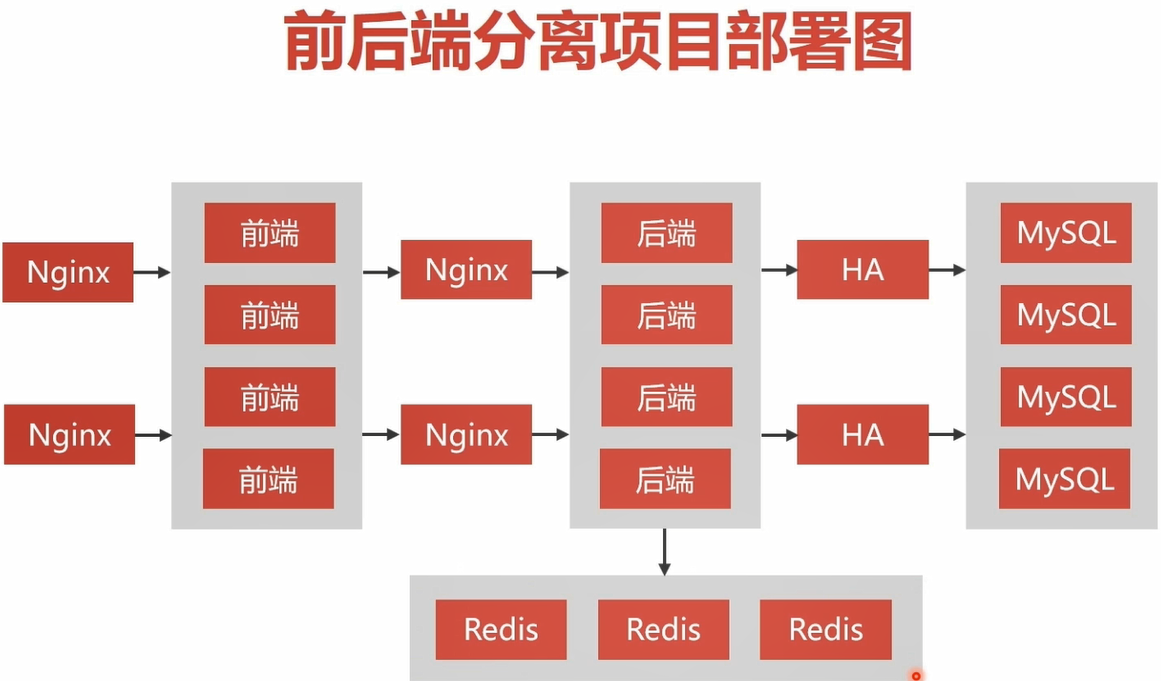 前后端分离项目部署图
Nginx
Nginx
前端
前端
前端
前端
Nginx
Nginx
后端
后端
后端
后端
HA
HA
MySQL
MySQL
MySQL
MySQL
Redis
Redis
Redis